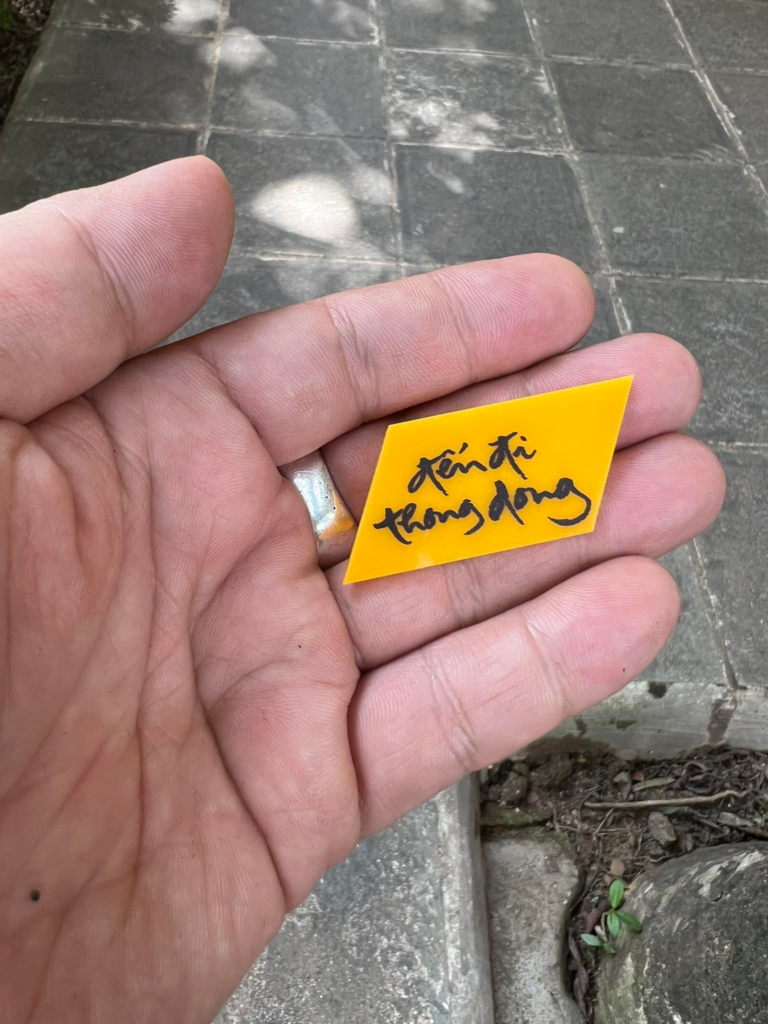 đến đi
thong dong